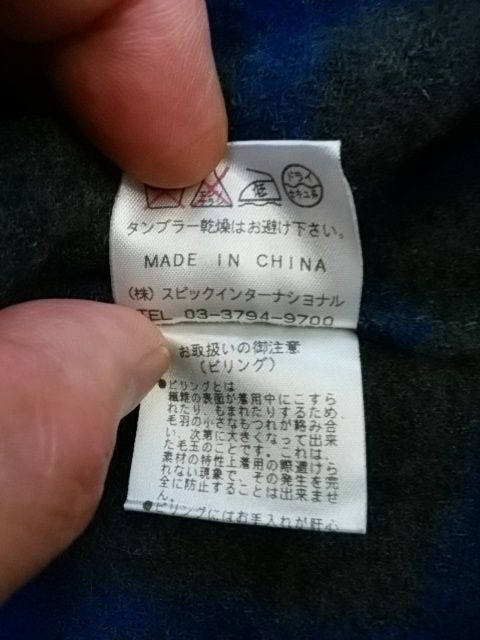 エンソ
サラシ
低
ドライ
セキユ系
タンブラー乾燥はお避け下さい。
MADE IN CHINA
(株)スピックインターナショナル
TEL 03-3794-9700
お取扱いの御注意
(ピリング)
●ピリングとは
繊維の表面が着用中にこすら
れたり、もまれたりするため、
毛羽の小さなもつれが絡み合
い、次第に大きくなって出来
た毛玉のことです。これは、
素材の特性上着用の際避けら
れない現象で、その発生を完
全に防止することは出来ませ
ん。
●ピリングにはお手入れが肝心